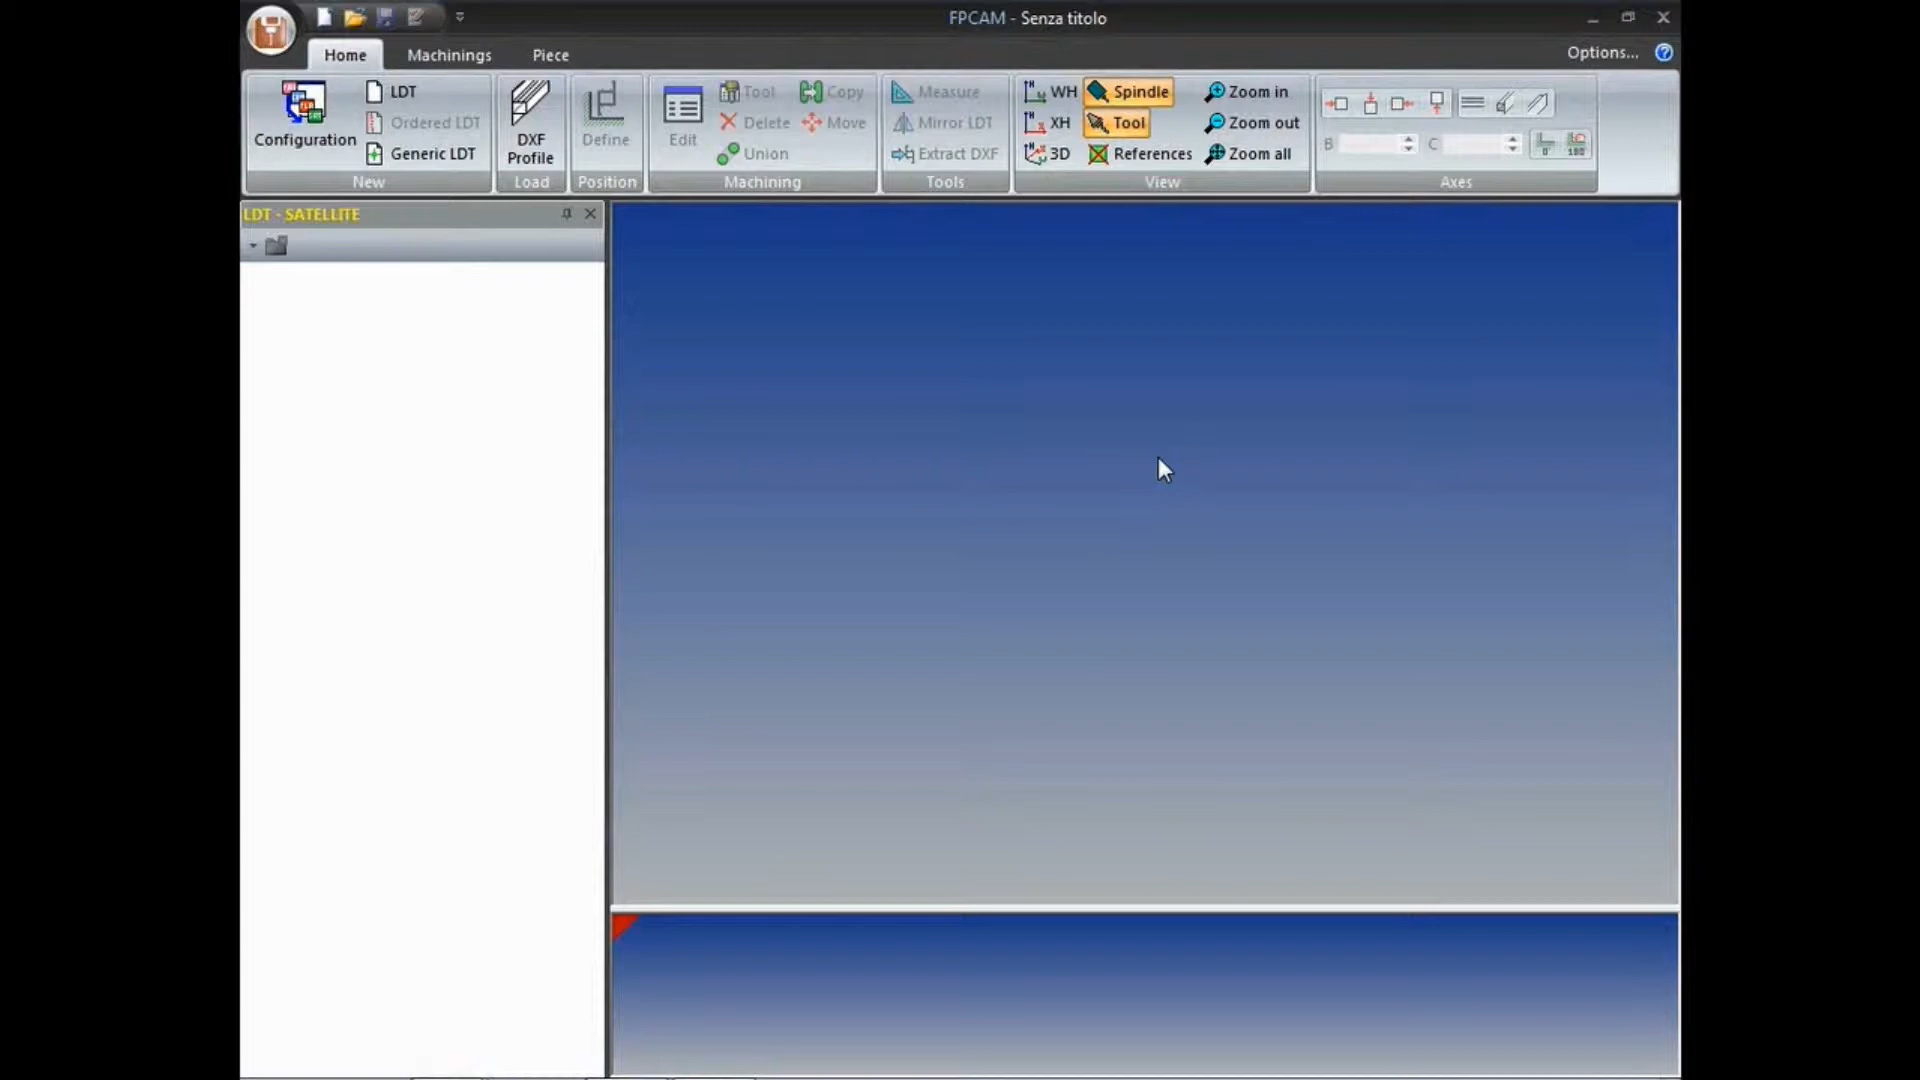 FPCAM - Senza titolo
Home Machinings Piece Options...
Configuration
LDT
Ordered LDT
Generic LDT
New
DXF
Profile
Load
Define
Position
Edit
Tool Copy
Delete Move
Union
Machining
Measure
Mirror LDT
Extract DXF
Tools
WH Spindle Zoom in
XH Tool Zoom out
3D References Zoom all
View
B C
Axes
LDT - SATELLITE